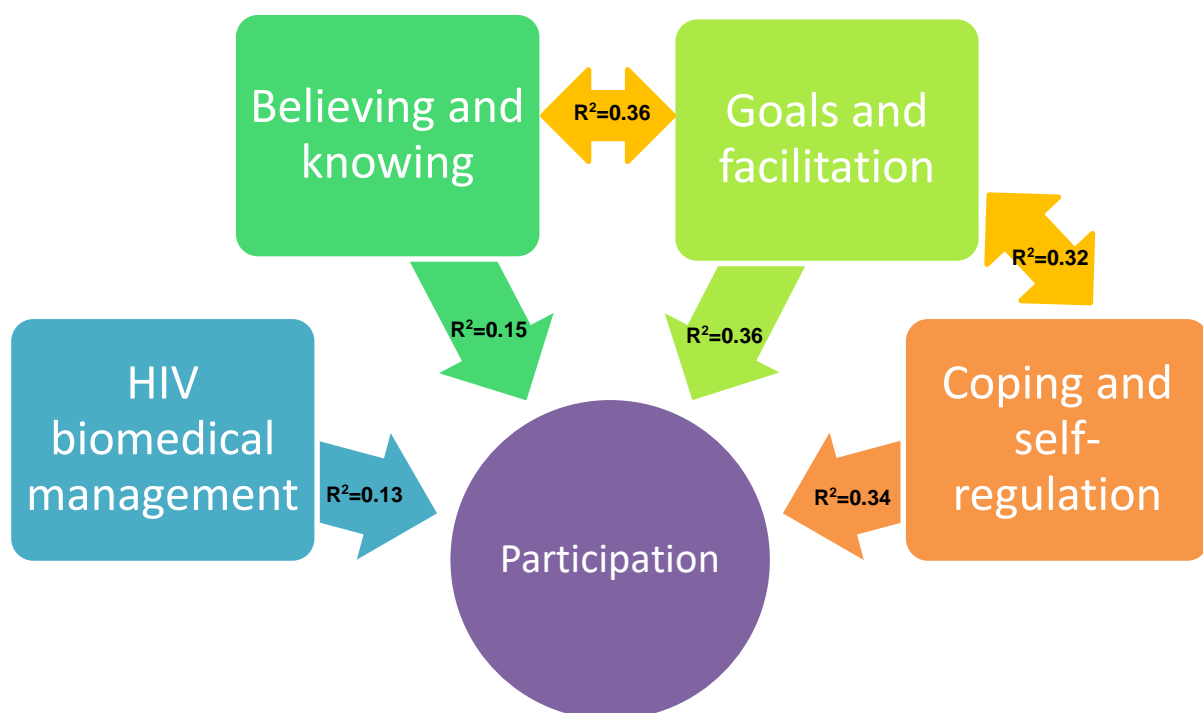 Believing and
knowing
R²=0.36
Goals and
facilitation
R²=0.32
R²=0.15
R²=0.36
HIV
biomedical
management
R²=0.13
Coping and
self-
regulation
R²=0.34
Participation